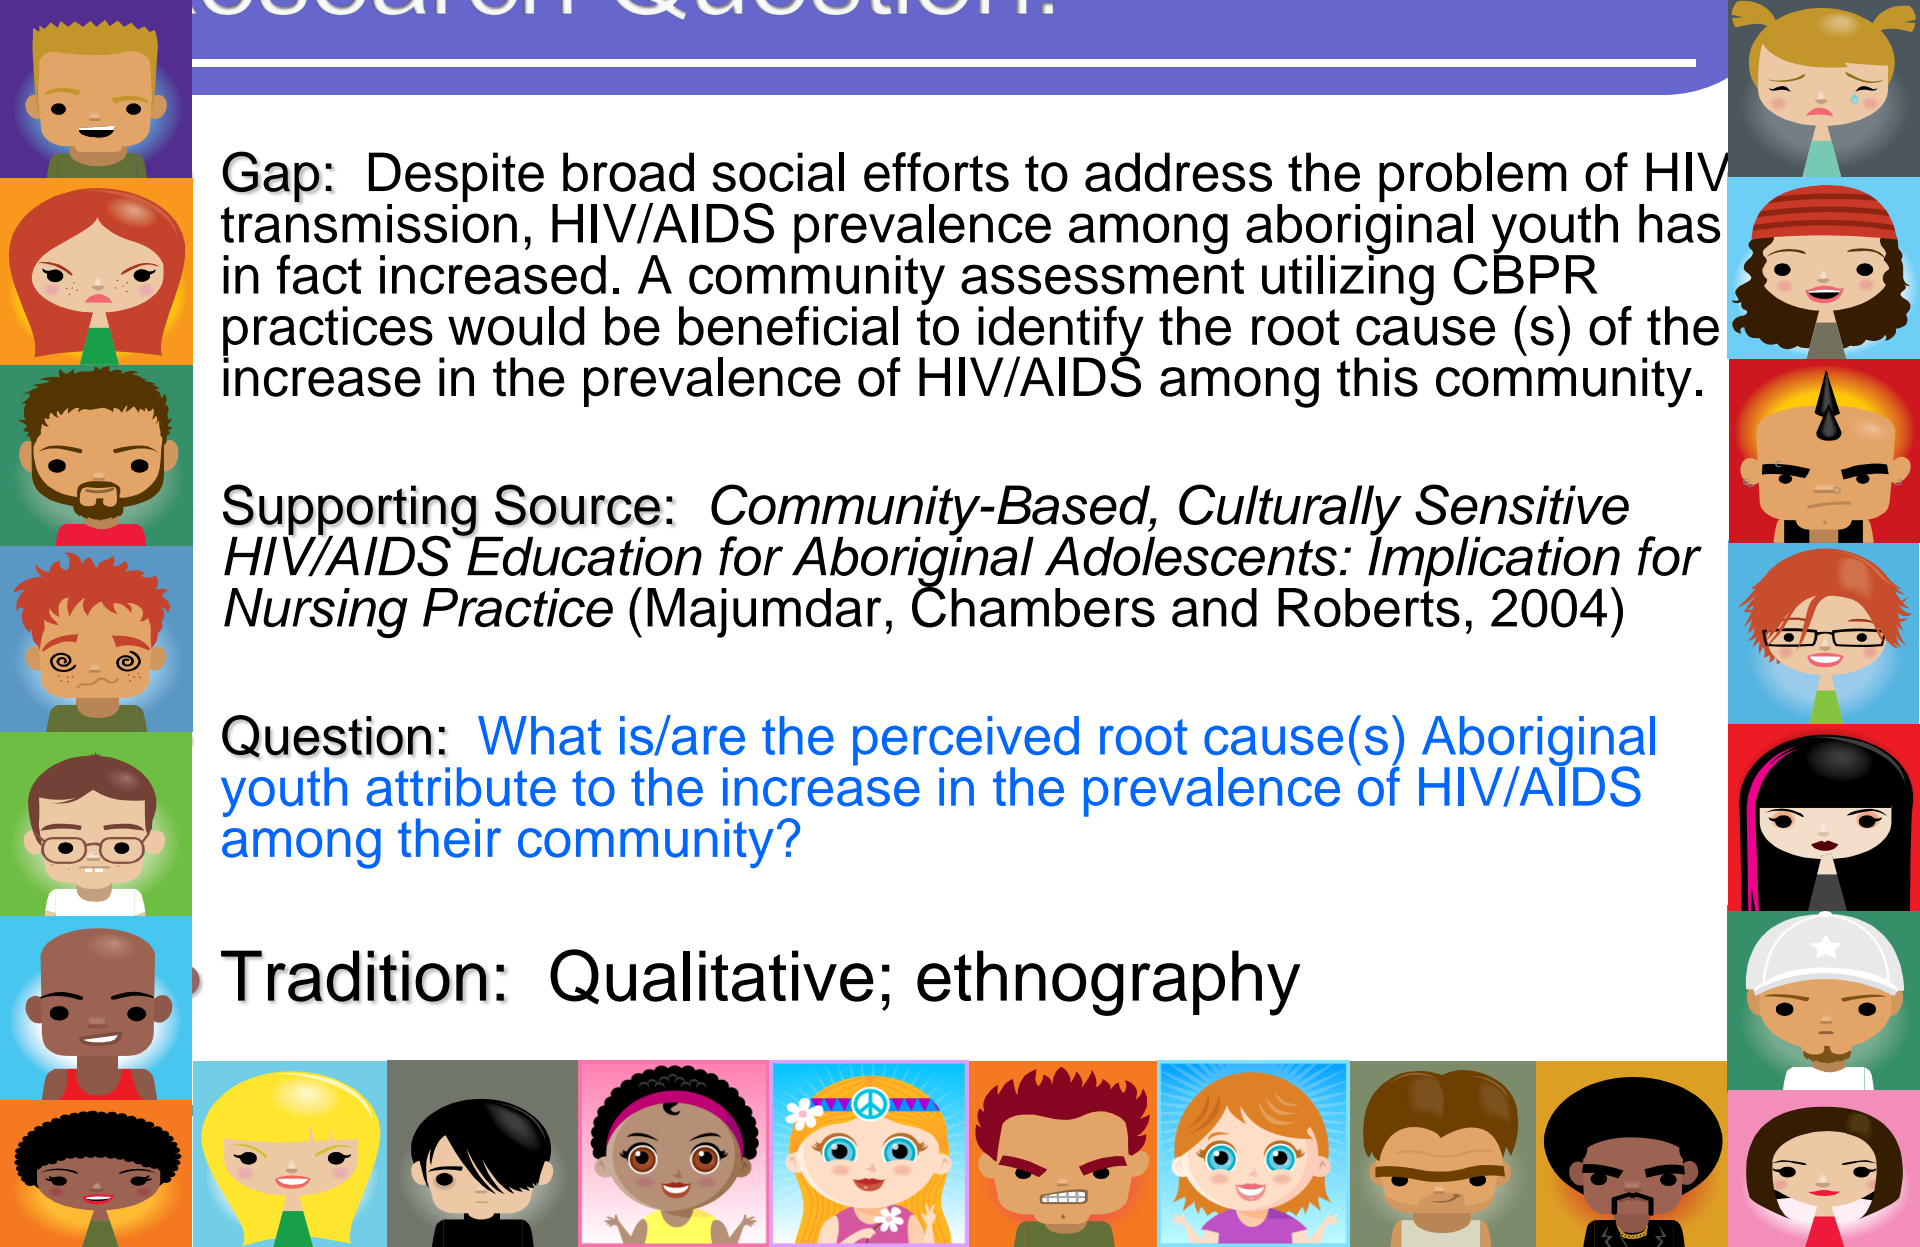 Research Question:
Gap: Despite broad social efforts to address the problem of HIV
transmission, HIV/AIDS prevalence among aboriginal youth has
in fact increased. A community assessment utilizing CBPR
practices would be beneficial to identify the root cause (s) of the
increase in the prevalence of HIV/AIDS among this community.
Supporting Source: Community-Based, Culturally Sensitive
HIV/AIDS Education for Aboriginal Adolescents: Implication for
Nursing Practice (Majumdar, Chambers and Roberts, 2004)
Question: What is/are the perceived root cause(s) Aboriginal
youth attribute to the increase in the prevalence of HIV/AIDS
among their community?
Tradition: Qualitative; ethnography